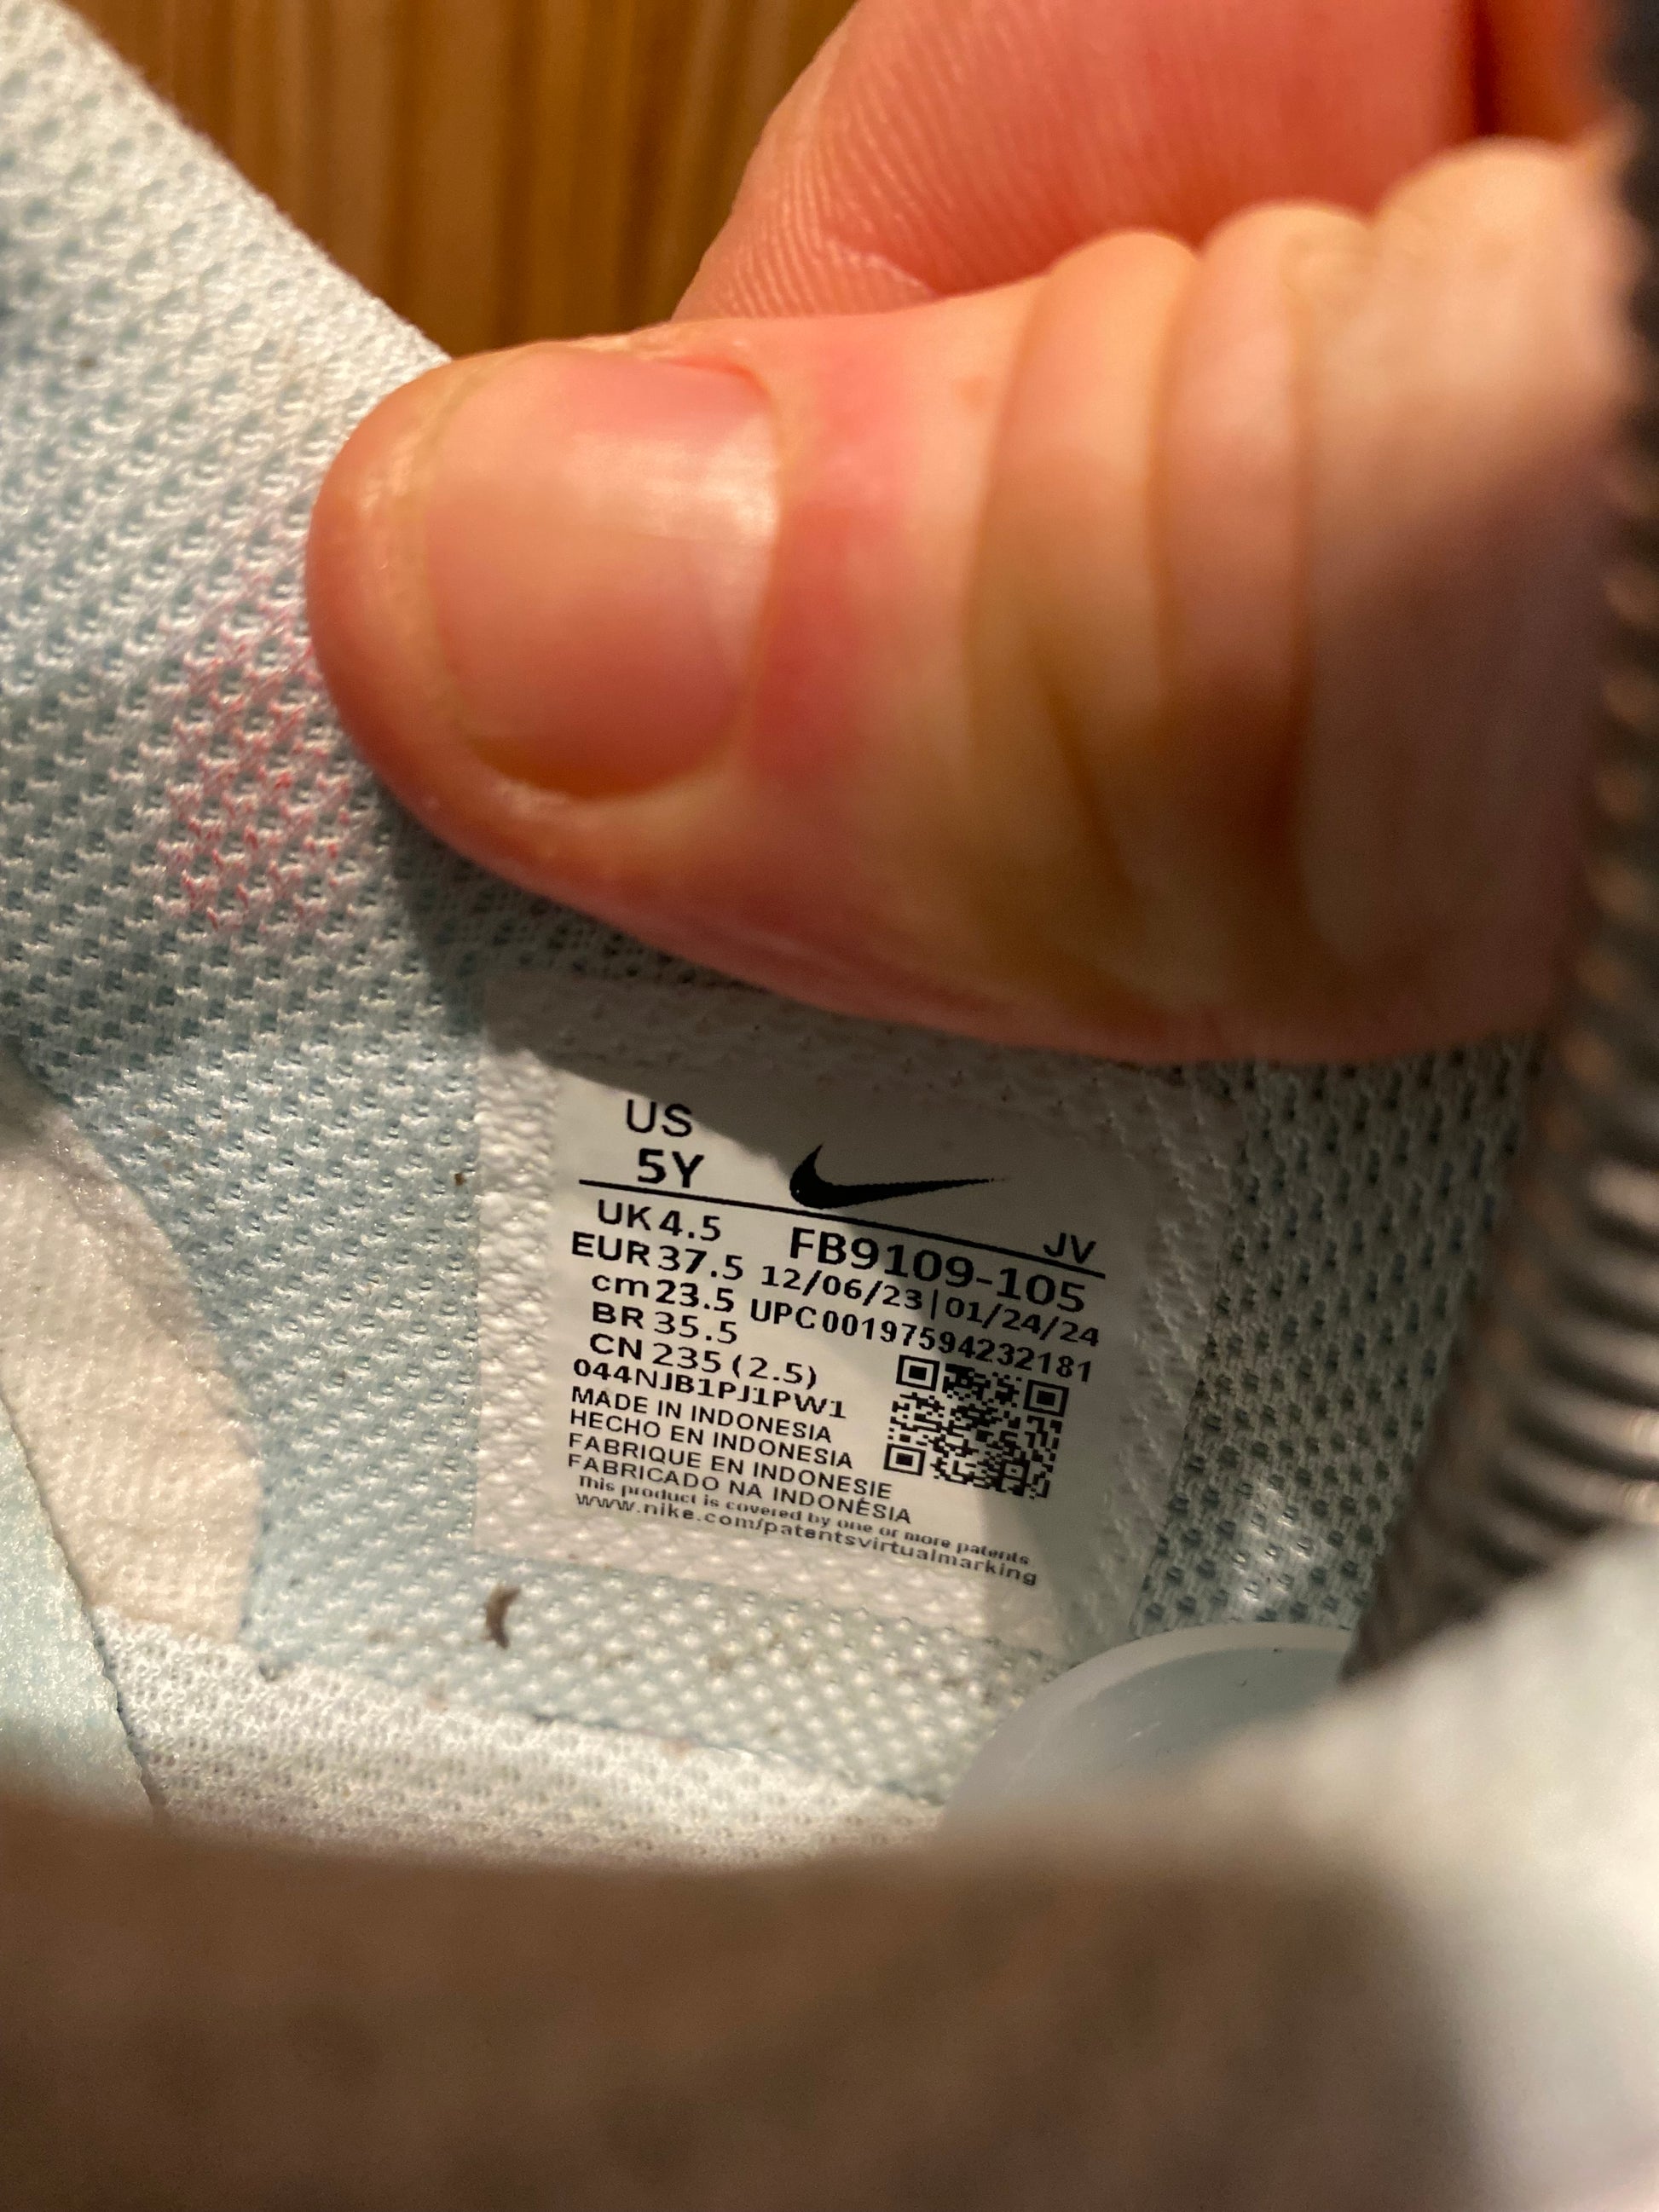 US
5Y
JV
UK 4.5
FB9109-105
EUR 37.5
12/06/23|01/24/24
cm 23.5
UPC00197594232181
BR 35.5
CN 235 (2.5)
044NJB1PJ1PW1
MADE IN INDONESIA
HECHO EN INDONESIA
FABRIQUE EN INDONESIE
FABRICADO NA INDONÉSIA
This product is covered by one or more patents
www.nike.com/patentsvirtualmarking